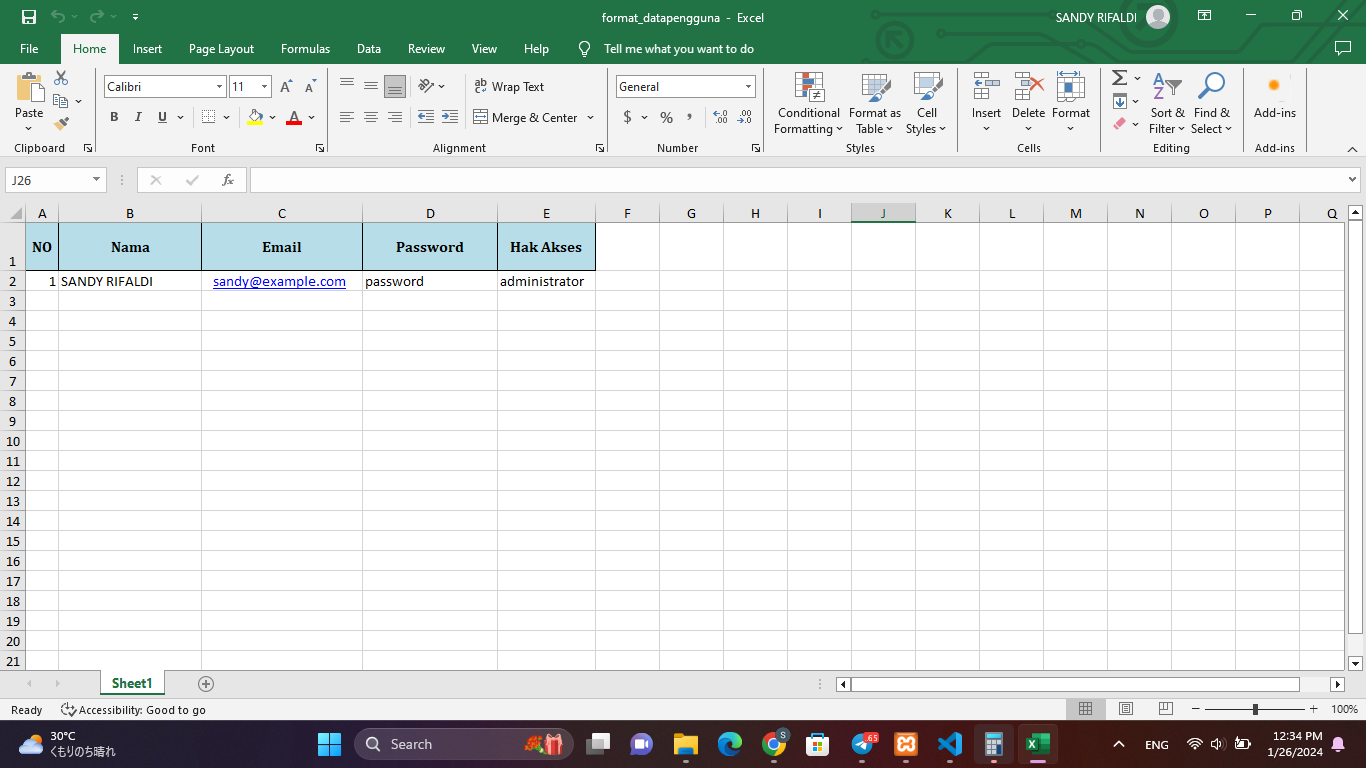 format_datapengguna - Excel
SANDY RIFALDI
File Home Insert Page Layout Formulas Data Review View Help Tell me what you want to do
Paste
Calibri 11
B I U A
Wrap Text
Merge & Center
General
$ % ,
Conditional Formatting
Format as Table
Cell Styles
Insert
Delete
Format
Sort & Filter
Find & Select
Add-ins
Clipboard Font Alignment Number Styles Cells Editing Add-ins
J26 fx
A B C D E F G H I J K L M N O P Q
1 NO Nama Email Password Hak Akses
2 1 SANDY RIFALDI sandy@example.com password administrator
3
4
5
6
7
8
9
10
11
12
13
14
15
16
17
18
19
20
21
Sheet1
Ready Accessibility: Good to go 100%
30°C
くもりのち晴れ
Search
65
S
ENG
12:34 PM
1/26/2024